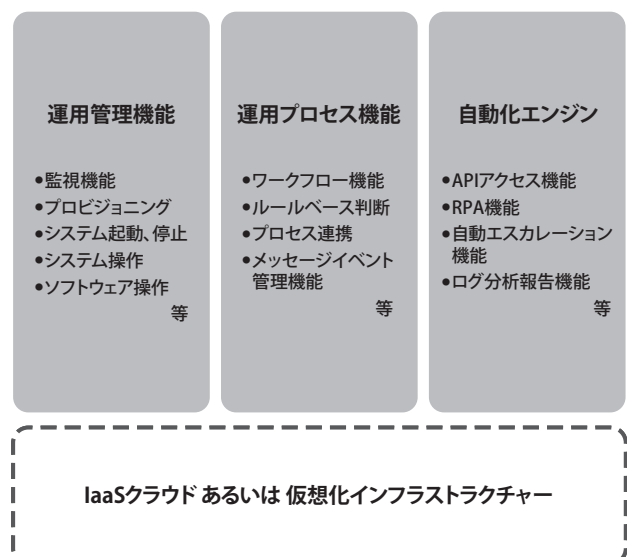 運用管理機能
●監視機能
●プロビジョニング
●システム起動、停止
●システム操作
●ソフトウェア操作
等
運用プロセス機能
●ワークフロー機能
●ルールベース判断
●プロセス連携
●メッセージイベント
管理機能
等
自動化エンジン
●APIアクセス機能
●RPA機能
●自動エスカレーション
機能
●ログ分析報告機能
等
IaaSクラウド あるいは 仮想化インフラストラクチャー